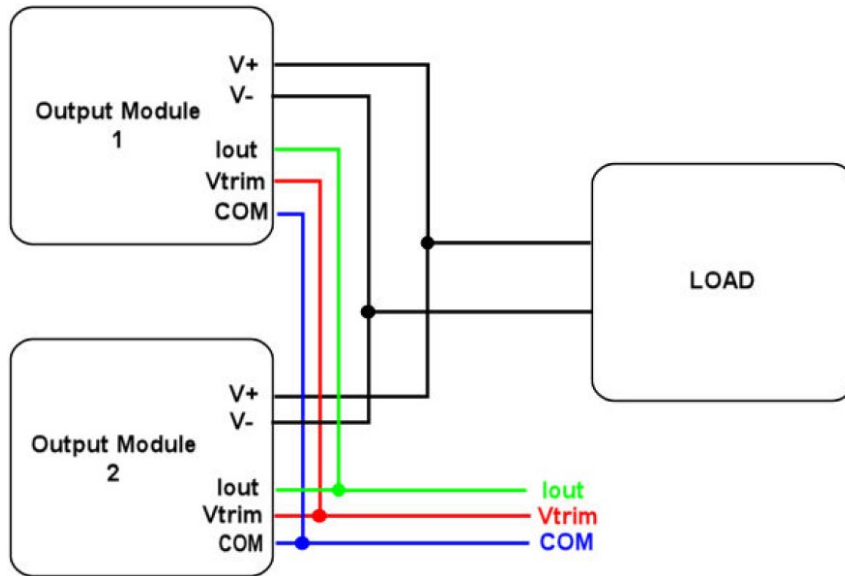 V+
V-
Output Module
1
Iout
Vtrim
COM
LOAD
V+
V-
Output Module
2
Iout
Vtrim
COM
Iout
Vtrim
COM